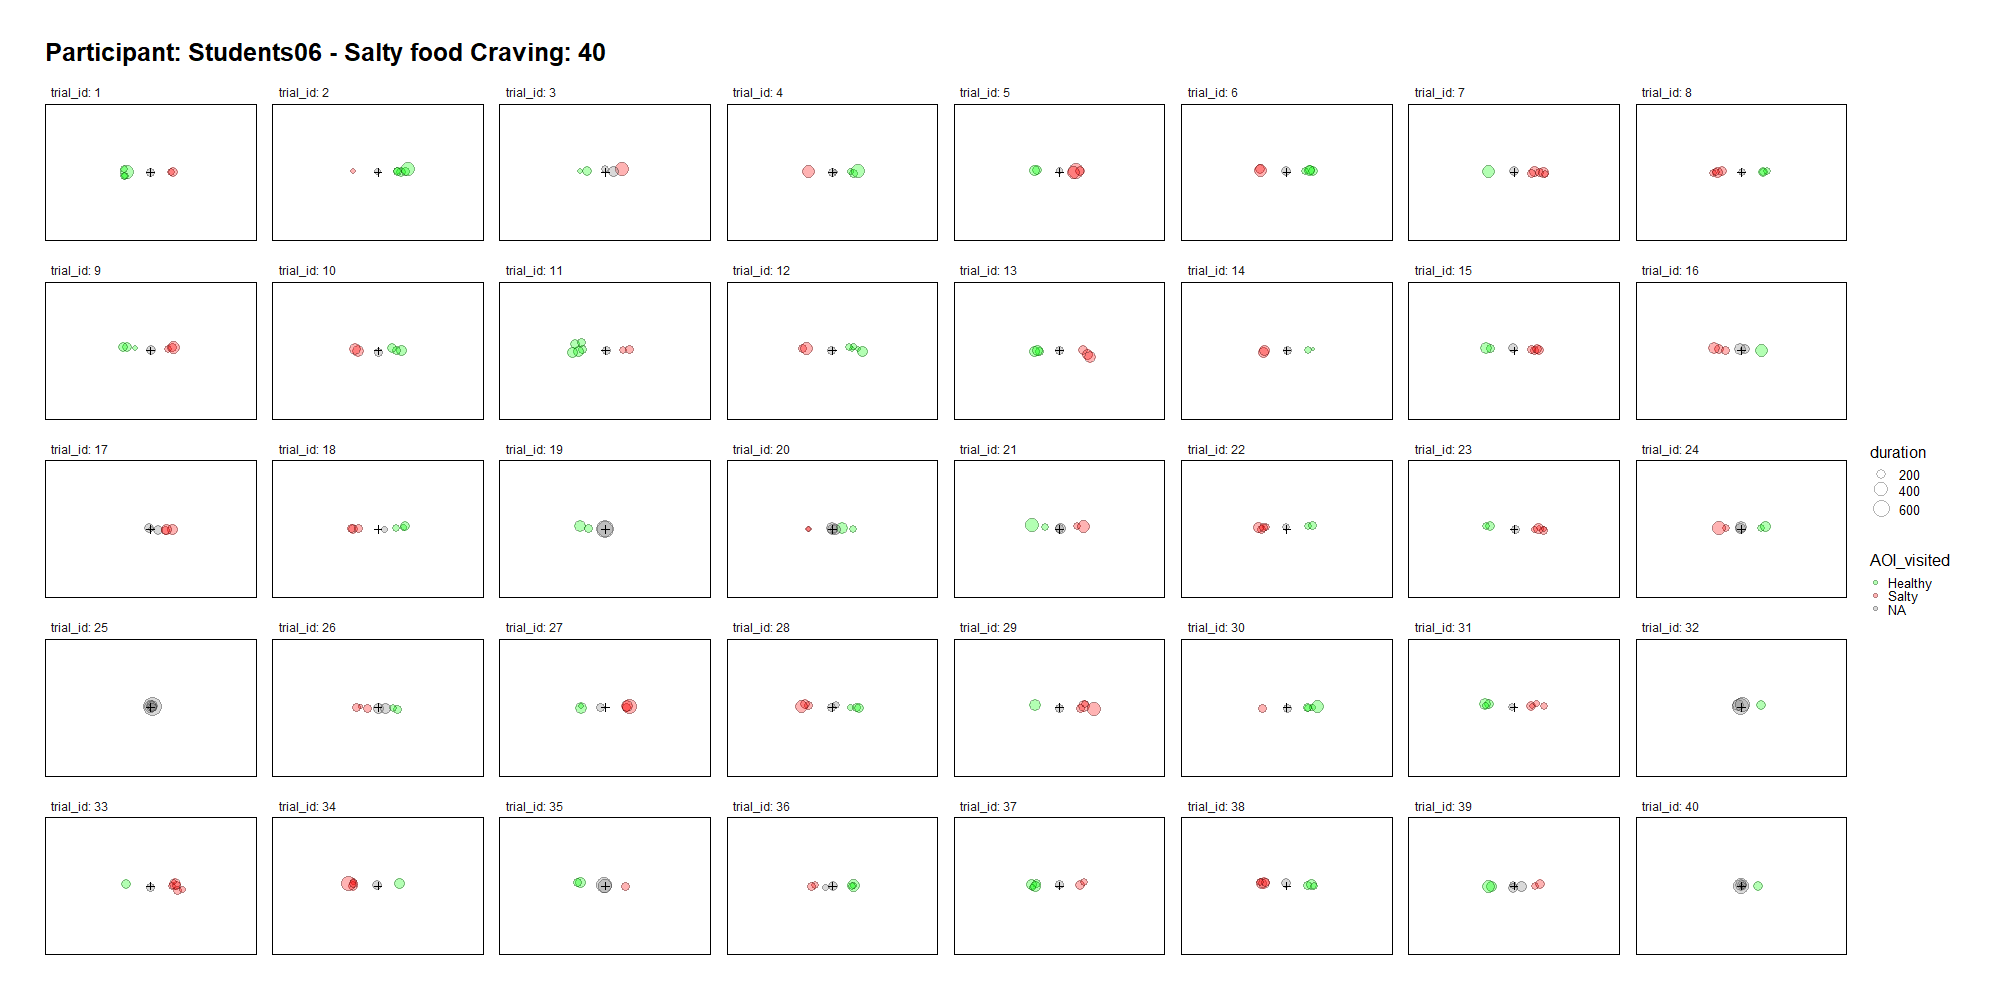 Participant: Students06 - Salty food Craving: 40
trial_id: 1
trial_id: 2
trial_id: 3
trial_id: 4
trial_id: 5
trial_id: 6
trial_id: 7
trial_id: 8
trial_id: 9
trial_id: 10
trial_id: 11
trial_id: 12
trial_id: 13
trial_id: 14
trial_id: 15
trial_id: 16
trial_id: 17
trial_id: 18
trial_id: 19
trial_id: 20
trial_id: 21
trial_id: 22
trial_id: 23
trial_id: 24
trial_id: 25
trial_id: 26
trial_id: 27
trial_id: 28
trial_id: 29
trial_id: 30
trial_id: 31
trial_id: 32
trial_id: 33
trial_id: 34
trial_id: 35
trial_id: 36
trial_id: 37
trial_id: 38
trial_id: 39
trial_id: 40
duration
200
400
600
AOI_visited
Healthy
Salty
NA